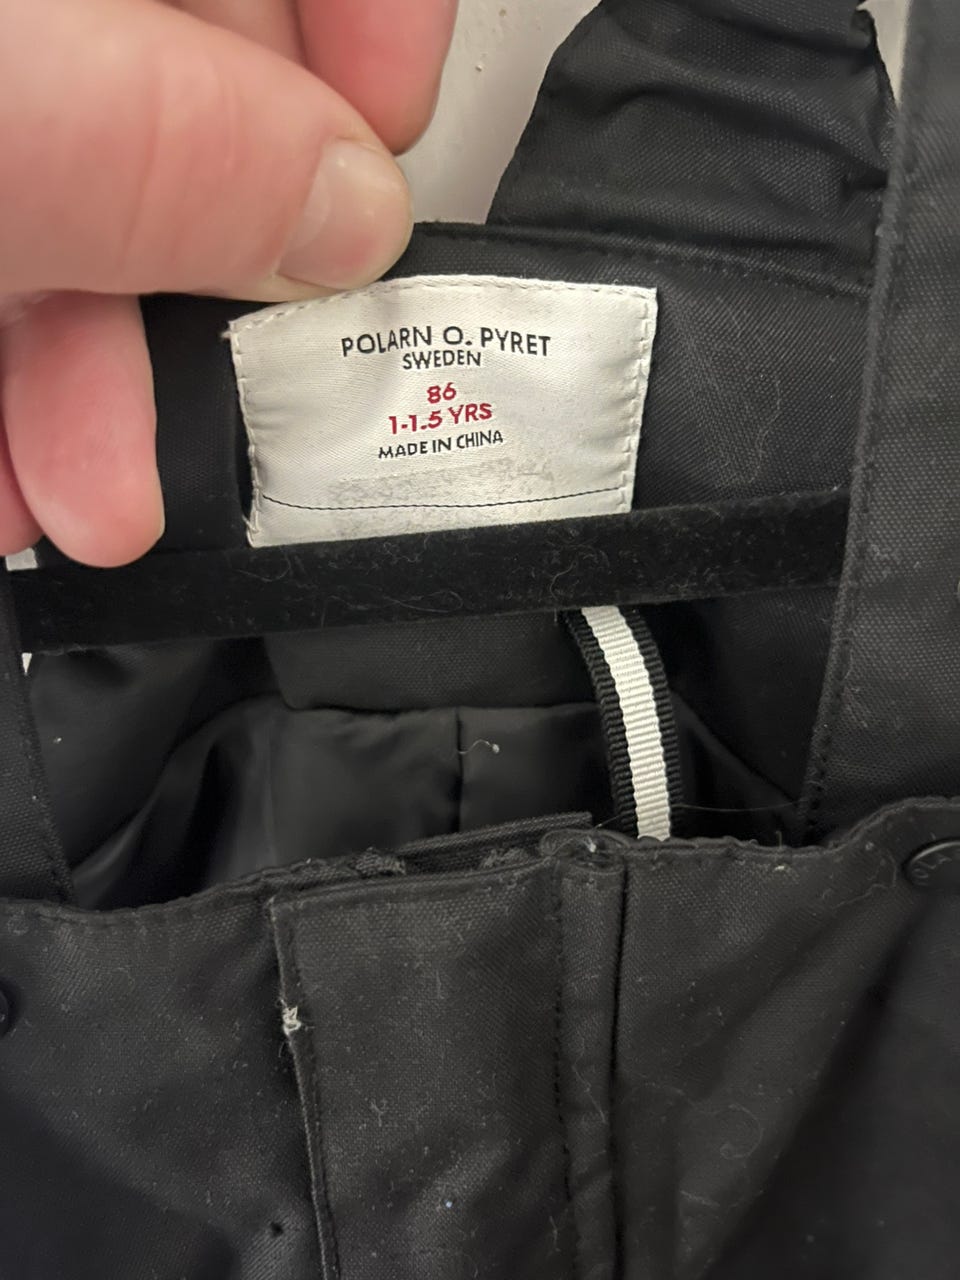 POLARN O. PYRET
SWEDEN
86
1-1.5 YRS
MADE IN CHINA